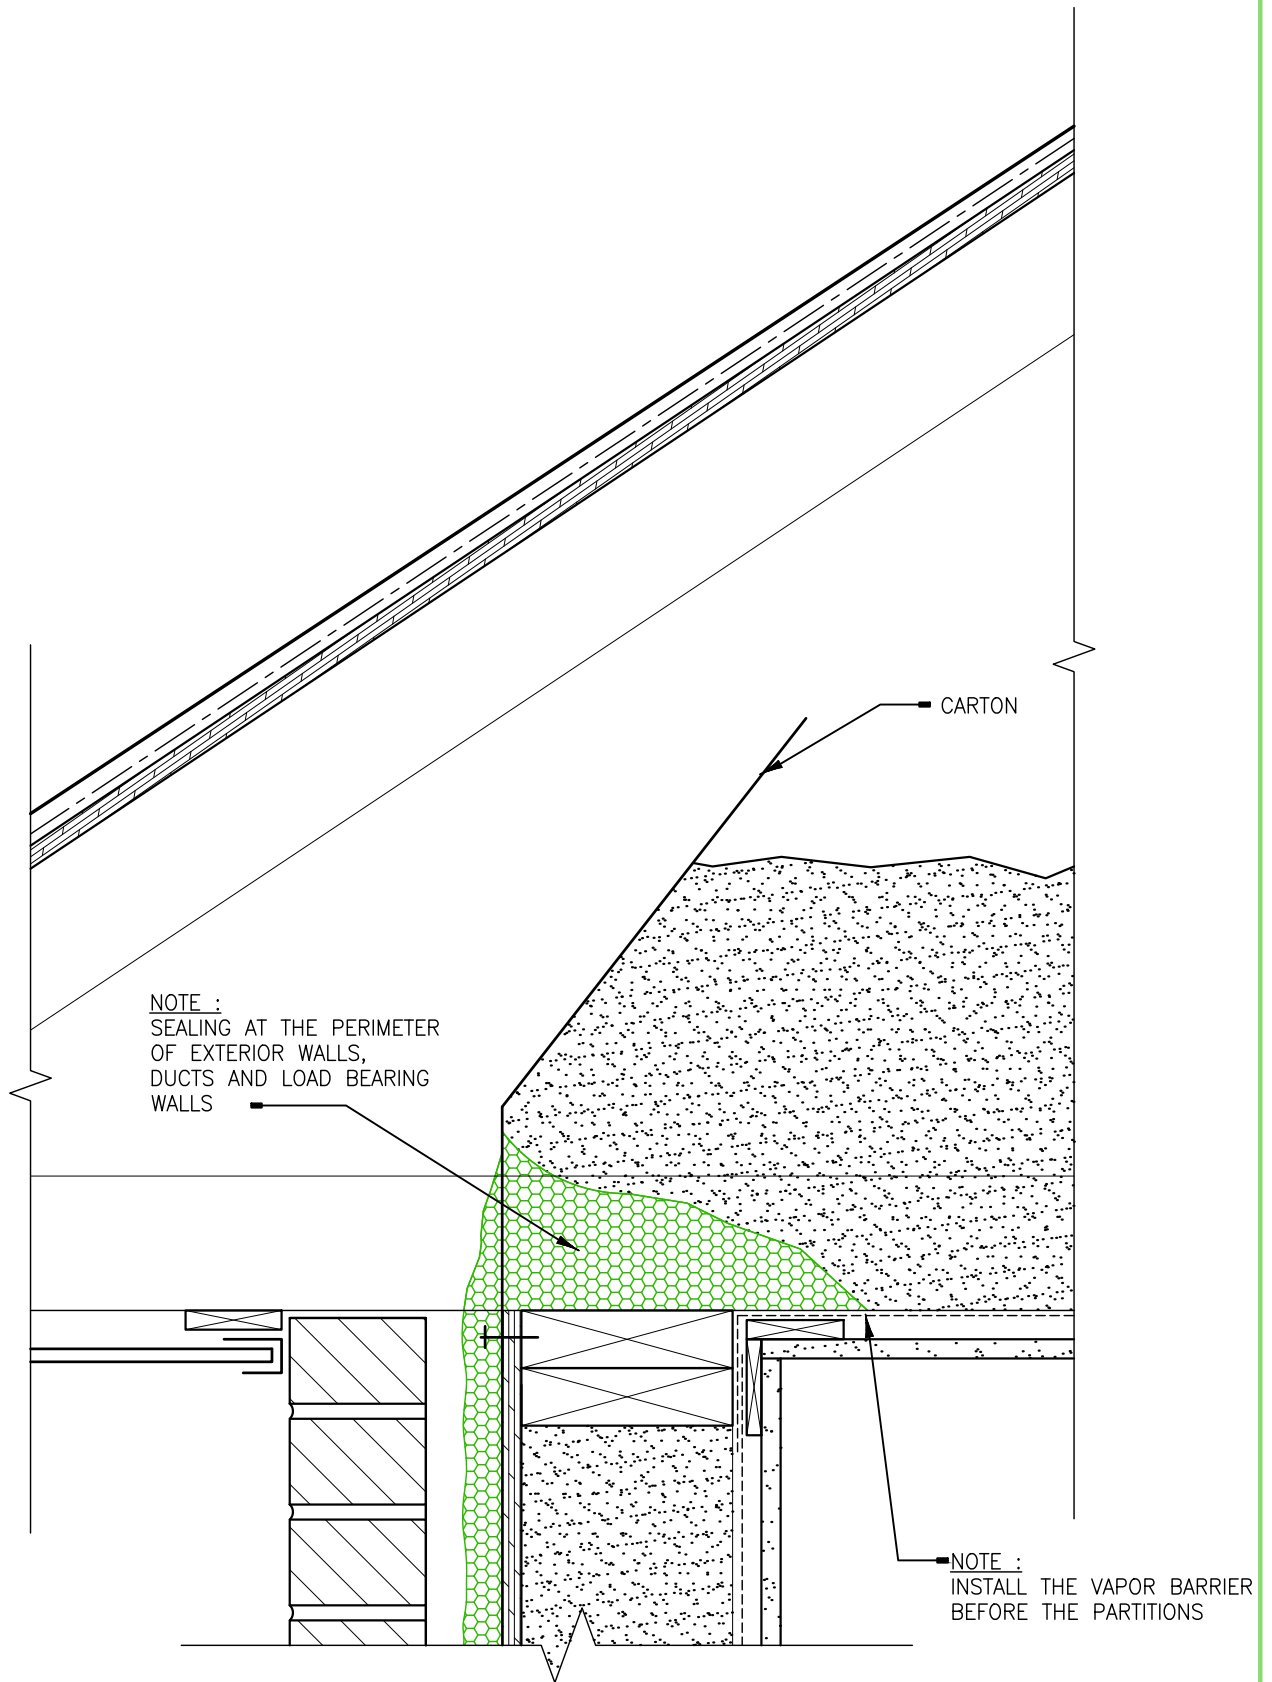 CARTON
NOTE :
SEALING AT THE PERIMETER
OF EXTERIOR WALLS,
DUCTS AND LOAD BEARING
WALLS
NOTE :
INSTALL THE VAPOR BARRIER
BEFORE THE PARTITIONS